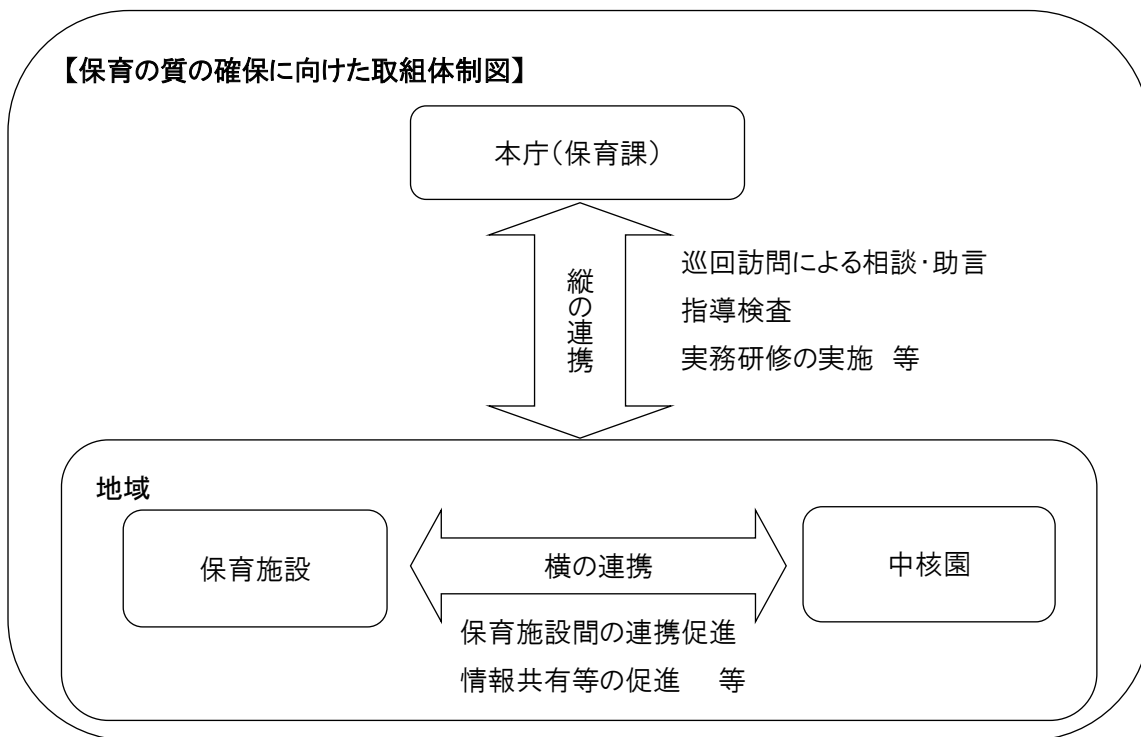 【保育の質の確保に向けた取組体制図】
本庁(保育課)
縦の連携
巡回訪問による相談・助言
指導検査
実務研修の実施 等
地域
保育施設
横の連携
中核園
保育施設間の連携促進
情報共有等の促進 等